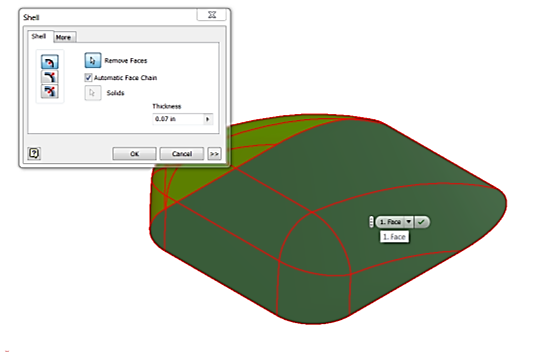 Shell
Shell More
Remove Faces
Automatic Face Chain
Solids
Thickness
0.07 in
OK Cancel >>
1. Face
1. Face